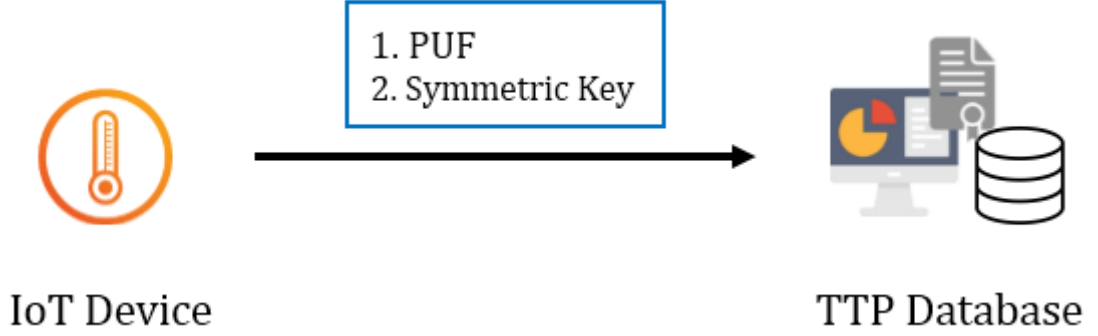 1. PUF
2. Symmetric Key
IoT Device
TTP Database